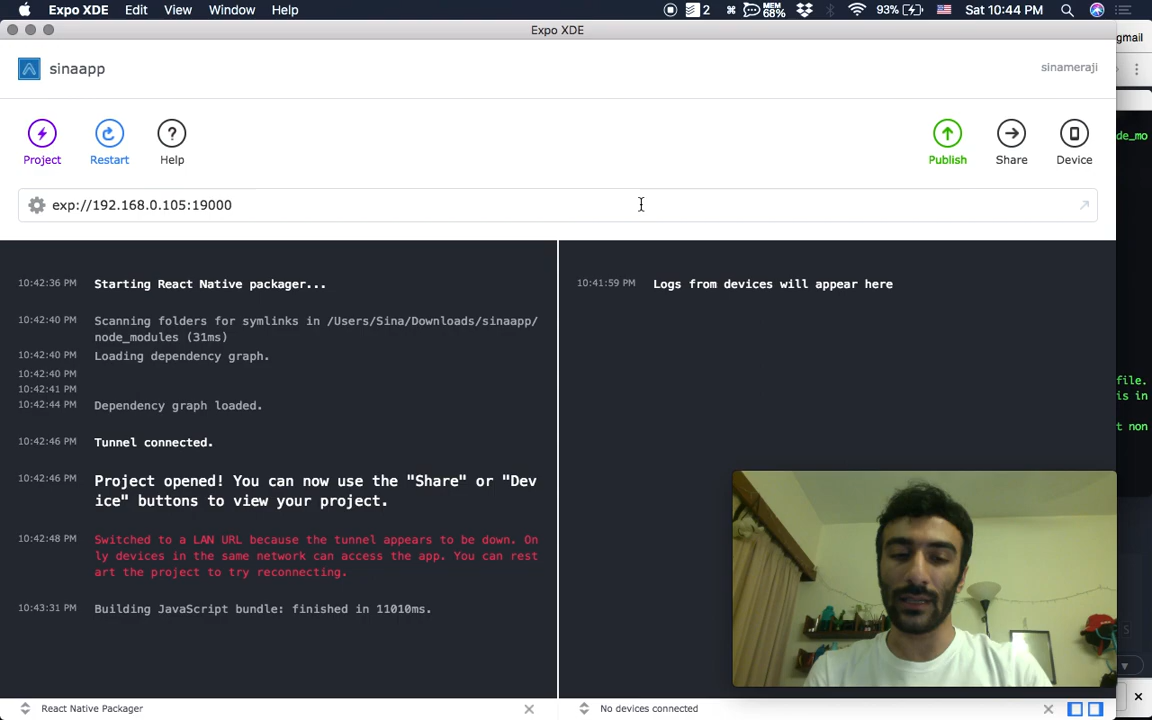 Expo XDE Edit View Window Help
2 MEM 68% 93% Sat 10:44 PM
Expo XDE
gmail
sinaapp
sinameraji
Project Restart Help Publish Share Device
de_mo
exp://192.168.0.105:19000
10:42:36 PM Starting React Native packager...
10:42:40 PM Scanning folders for symlinks in /Users/Sina/Downloads/sinaapp/
node_modules (31ms)
10:42:40 PM Loading dependency graph.
10:42:40 PM
10:42:41 PM
10:42:44 PM Dependency graph loaded.
10:42:46 PM Tunnel connected.
10:42:46 PM Project opened! You can now use the "Share" or "Dev
ice" buttons to view your project.
10:42:48 PM Switched to a LAN URL because the tunnel appears to be down. On
ly devices in the same network can access the app. You can rest
art the project to try reconnecting.
10:43:31 PM Building JavaScript bundle: finished in 11010ms.
10:41:59 PM Logs from devices will appear here
file.
is in
t non
React Native Packager
No devices connected